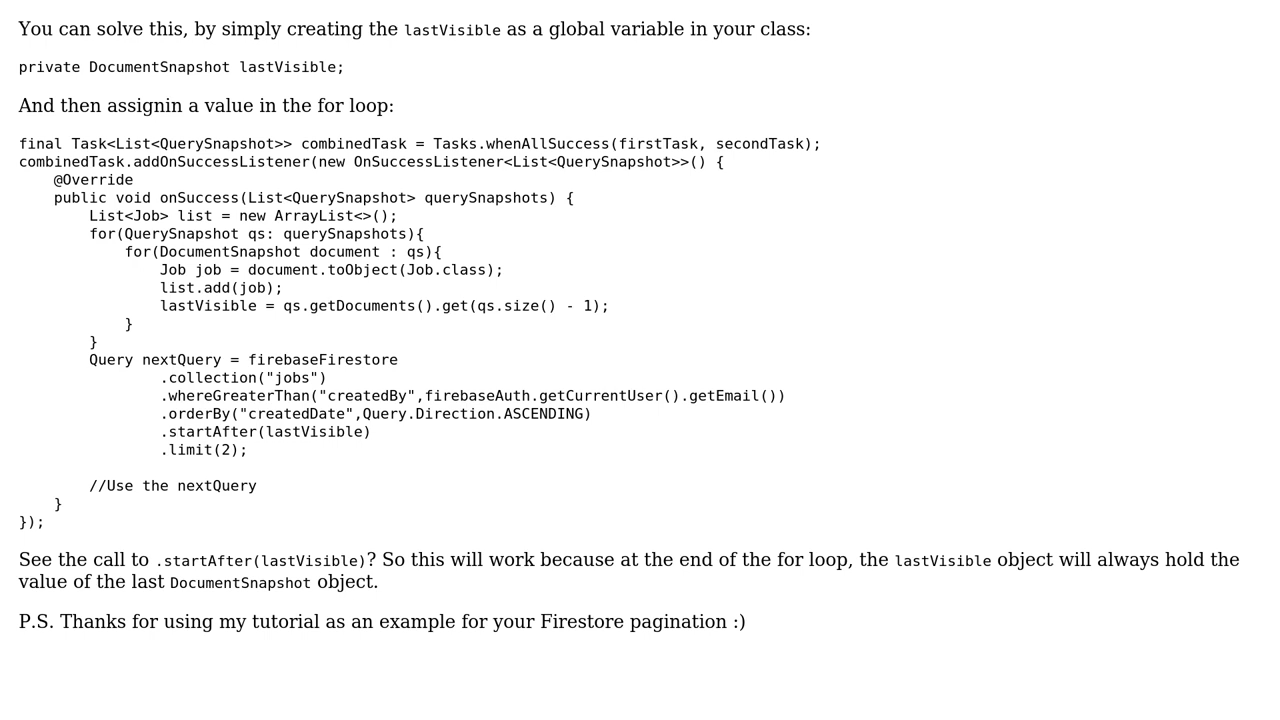 You can solve this, by simply creating the lastVisible as a global variable in your class:
private DocumentSnapshot lastVisible;
And then assignin a value in the for loop:
final Task<List<QuerySnapshot>> combinedTask = Tasks.whenAllSuccess(firstTask, secondTask);
combinedTask.addOnSuccessListener(new OnSuccessListener<List<QuerySnapshot>>() {
    @Override
    public void onSuccess(List<QuerySnapshot> querySnapshots) {
        List<Job> list = new ArrayList<>();
        for(QuerySnapshot qs: querySnapshots){
            for(DocumentSnapshot document : qs){
                Job job = document.toObject(Job.class);
                list.add(job);
                lastVisible = qs.getDocuments().get(qs.size() - 1);
            }
        }
        Query nextQuery = firebaseFirestore
                .collection("jobs")
                .whereGreaterThan("createdBy",firebaseAuth.getCurrentUser().getEmail())
                .orderBy("createdDate",Query.Direction.ASCENDING)
                .startAfter(lastVisible)
                .limit(2);

        //Use the nextQuery
    }
});
See the call to .startAfter(lastVisible)? So this will work because at the end of the for loop, the lastVisible object will always hold the
value of the last DocumentSnapshot object.
P.S. Thanks for using my tutorial as an example for your Firestore pagination :)